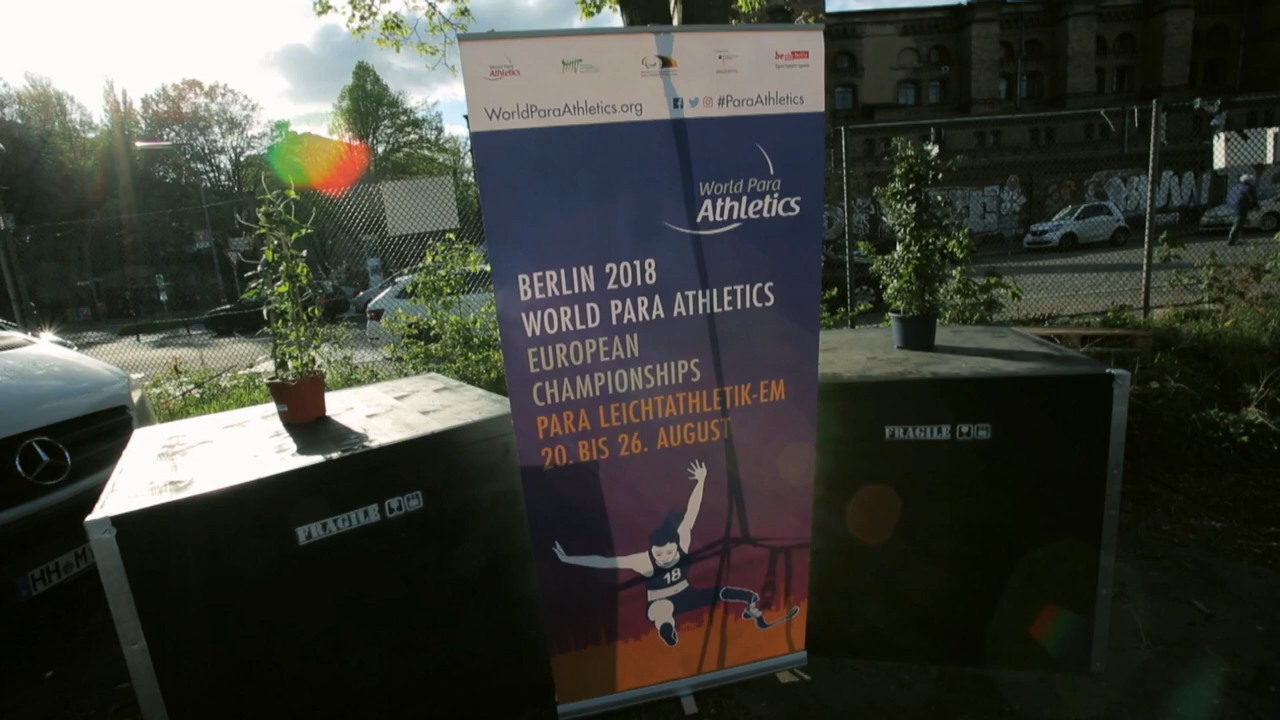 World Para
Athletics
WorldParaAthletics.org
#ParaAthletics
World Para
Athletics
BERLIN 2018
WORLD PARA ATHLETICS
EUROPEAN
CHAMPIONSHIPS
PARA LEICHTATHLETIK-EM
20. BIS 26. AUGUST
18
FRAGILE
FRAGILE